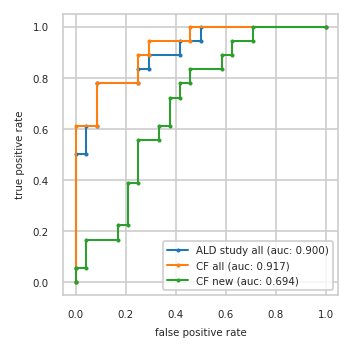 1.0
0.8
0.6
0.4
0.2
0.0
true positive rate
ALD study all (auc: 0.900)
CF all (auc: 0.917)
CF new (auc: 0.694)
0.0 0.2 0.4 0.6 0.8 1.0
false positive rate